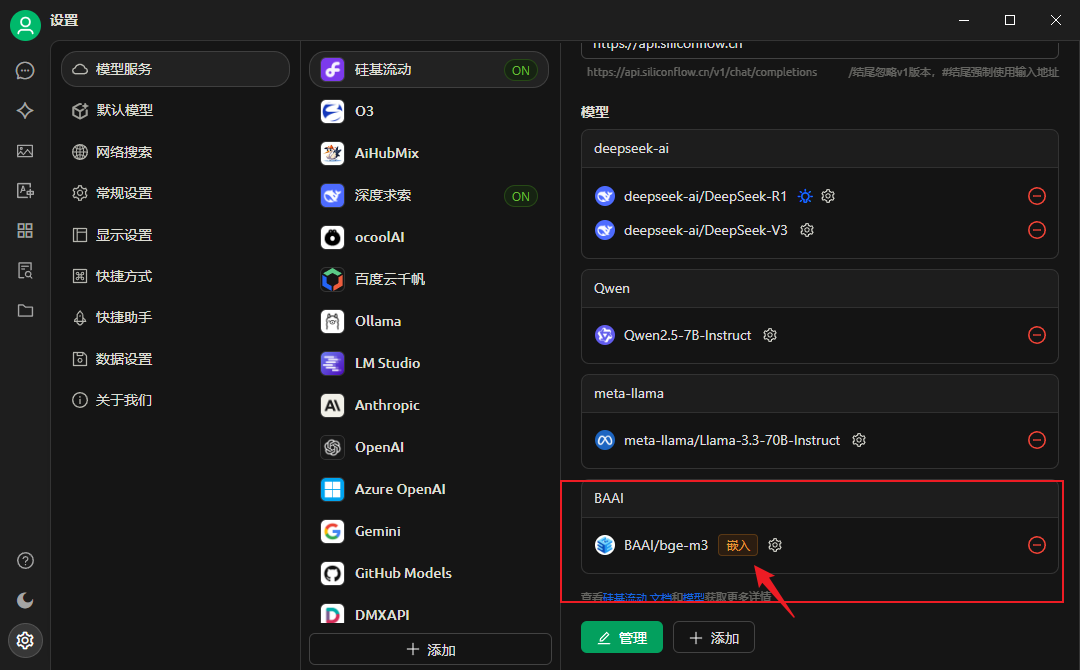 设置
模型服务
默认模型
网络搜索
常规设置
显示设置
快捷方式
快捷助手
数据设置
关于我们
硅基流动 ON
O3
AiHubMix
深度求索 ON
ocoolAI
百度云千帆
Ollama
LM Studio
Anthropic
OpenAI
Azure OpenAI
Gemini
GitHub Models
DMXAPI
添加
https://api.siliconflow.cn
https://api.siliconflow.cn/v1/chat/completions /结尾忽略v1版本，#结尾强制使用输入地址
模型
deepseek-ai
deepseek-ai/DeepSeek-R1
deepseek-ai/DeepSeek-V3
Qwen
Qwen2.5-7B-Instruct
meta-llama
meta-llama/Llama-3.3-70B-Instruct
BAAI
BAAI/bge-m3 嵌入
查看硅基流动 文档和模型获取更多详情
管理 添加